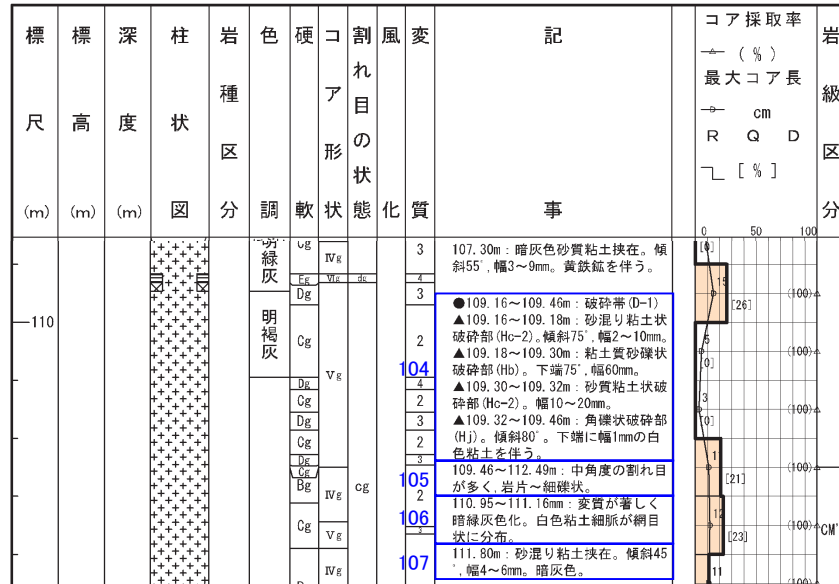 標尺(m)
標高(m)
深度(m)
柱状図
岩種区分
色調
硬軟
コア形状
割れ目の状態
風化
変質
記事
コア採取率
(%)
最大コア長
cm
RQD
[%]
岩級区分
0 50 100
110
明緑灰
明褐灰
Cg
Eg
Dg
Cg
Dg
Cg
Dg
Cg
Dg
Cg
Bg
Cg
Ⅳg
Ⅵg
Ⅴg
Ⅳg
Ⅴg
Ⅳg
dg
cg
3
4
3
2
4
2
3
2
3
2
3
104
105
106
107
107.30m:暗灰色砂質粘土挟在。傾
斜55°,幅3～9mm。黄鉄鉱を伴う。
●109.16～109.46m:破砕帯(D-1)
▲109.16～109.18m:砂混り粘土状
破砕部(Hc-2)。傾斜75°,幅2～10mm。
▲109.18～109.30m:粘土質砂礫状
破砕部(Hb)。下端75°,幅60mm。
▲109.30～109.32m:砂質粘土状破
砕部(Hc-2)。幅10～20mm。
▲109.32～109.46m:角礫状破砕部
(Hj)。傾斜80°。下端に幅1mmの白
色粘土を伴う。
109.46～112.49m:中角度の割れ目
が多く,岩片～細礫状。
110.95～111.16mm:変質が著しく
暗緑灰色化。白色粘土細脈が網目
状に分布。
111.80m:砂混り粘土挟在。傾斜45
°,幅4～6mm。暗灰色。
[0]
15
(100)
[26]
5
(100)
[0]
3
(100)
[0]
(100)
[21]
12
(100)
[23]
11
(100)